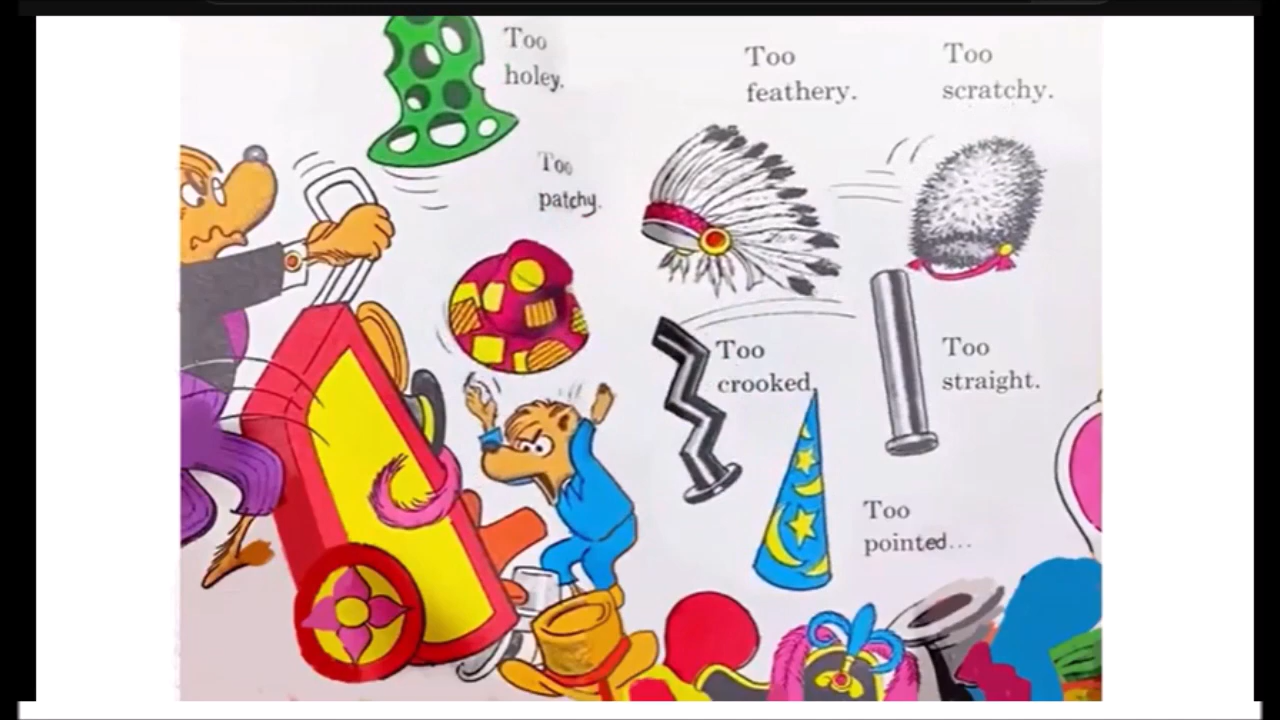 Too
holey.
Too
patchy.
Too
feathery.
Too
scratchy.
Too
crooked.
Too
straight.
Too
pointed...